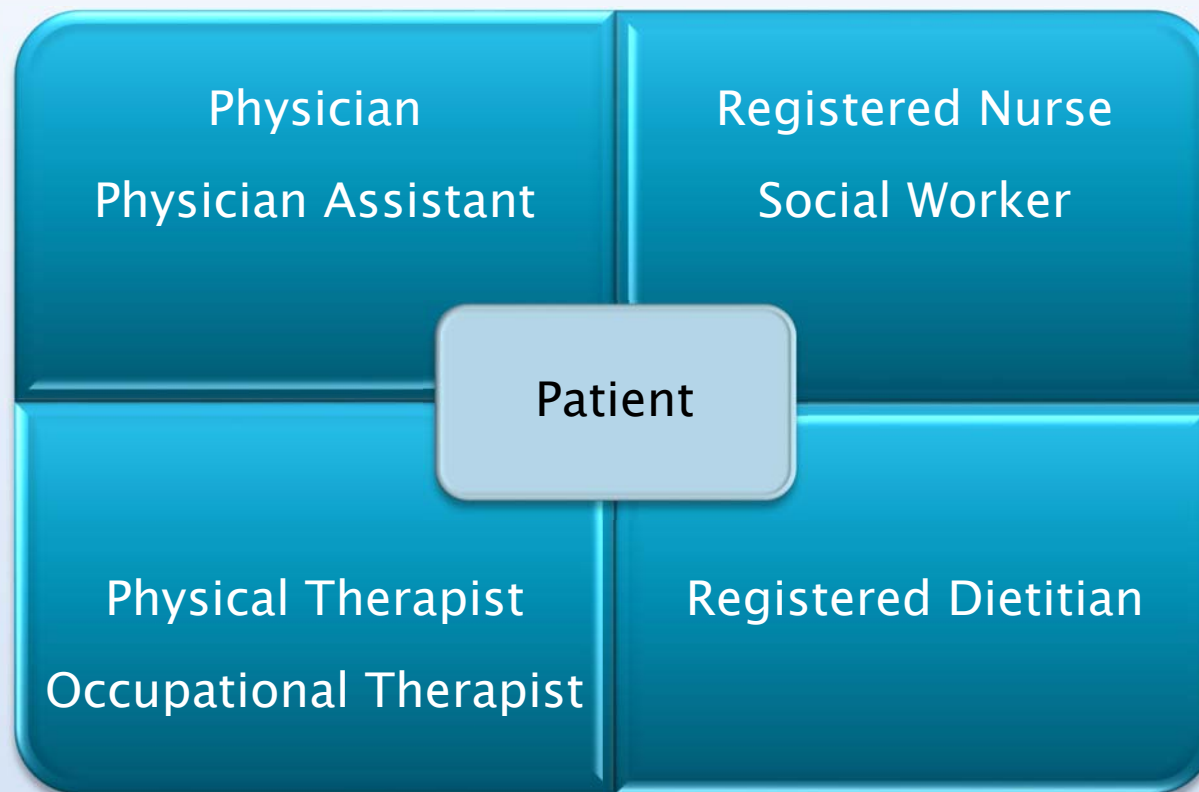 Physician
Physician Assistant
Registered Nurse
Social Worker
Patient
Physical Therapist
Occupational Therapist
Registered Dietitian